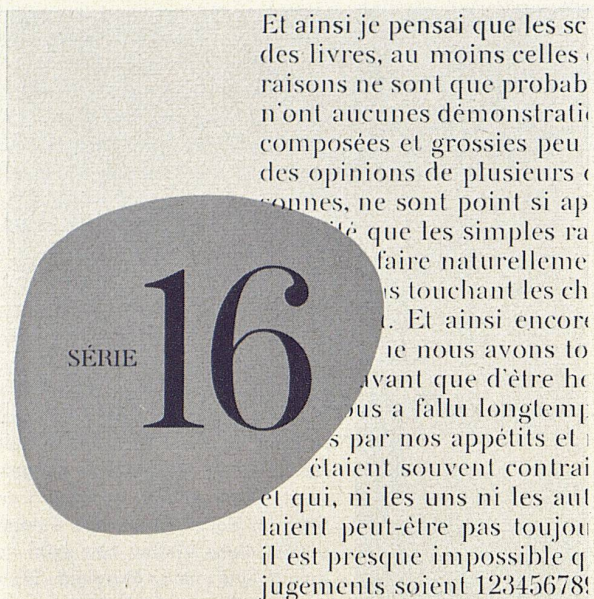 Et ainsi je pensai que les sc
des livres, au moins celles
raisons ne sont que probab
n'ont aucunes démonstrati
composées et grossies peu
des opinions de plusieurs
sonnes, ne sont point si ap
que les simples ra
faire naturelleme
touchant les ch
Et ainsi encore
nous avons to
avant que d'être ho
a fallu longtemp
par nos appétits et
étaient souvent contrai
et qui, ni les uns ni les aut
laient peut-être pas toujou
il est presque impossible q
jugements soient 123456789
SÉRIE 16